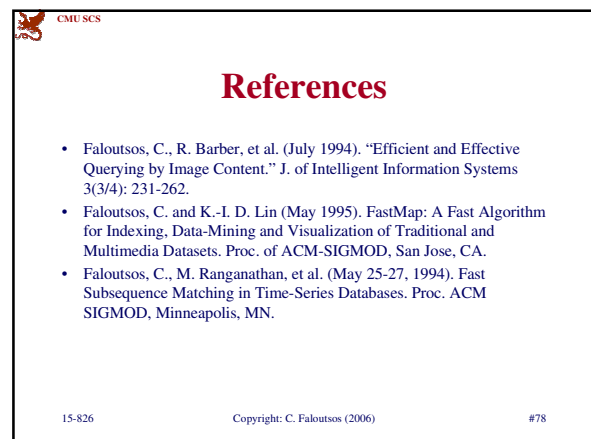 CMU SCS
References
• Faloutsos, C., R. Barber, et al. (July 1994). “Efficient and Effective
Querying by Image Content.” J. of Intelligent Information Systems
3(3/4): 231-262.
• Faloutsos, C. and K.-I. D. Lin (May 1995). FastMap: A Fast Algorithm
for Indexing, Data-Mining and Visualization of Traditional and
Multimedia Datasets. Proc. of ACM-SIGMOD, San Jose, CA.
• Faloutsos, C., M. Ranganathan, et al. (May 25-27, 1994). Fast
Subsequence Matching in Time-Series Databases. Proc. ACM
SIGMOD, Minneapolis, MN.
15-826 Copyright: C. Faloutsos (2006) #78